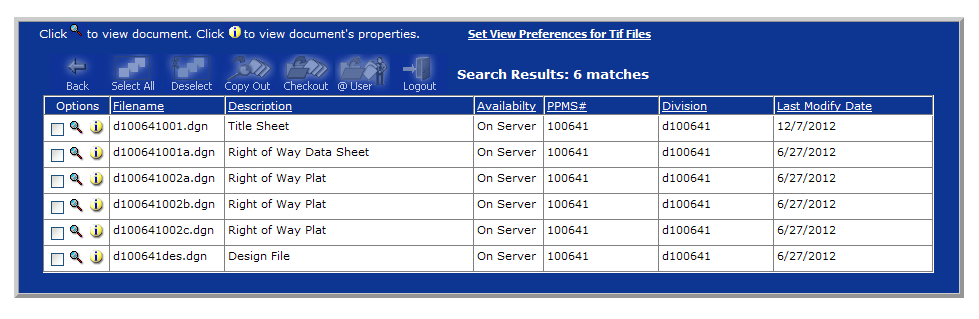 Click to view document. Click to view document's properties. Set View Preferences for Tif Files
Back Select All Deselect Copy Out Checkout @ User Logout Search Results: 6 matches
Options Filename Description Availabilty PPMS# Division Last Modify Date
d100641001.dgn Title Sheet On Server 100641 d100641 12/7/2012
d100641001a.dgn Right of Way Data Sheet On Server 100641 d100641 6/27/2012
d100641002a.dgn Right of Way Plat On Server 100641 d100641 6/27/2012
d100641002b.dgn Right of Way Plat On Server 100641 d100641 6/27/2012
d100641002c.dgn Right of Way Plat On Server 100641 d100641 6/27/2012
d100641des.dgn Design File On Server 100641 d100641 6/27/2012